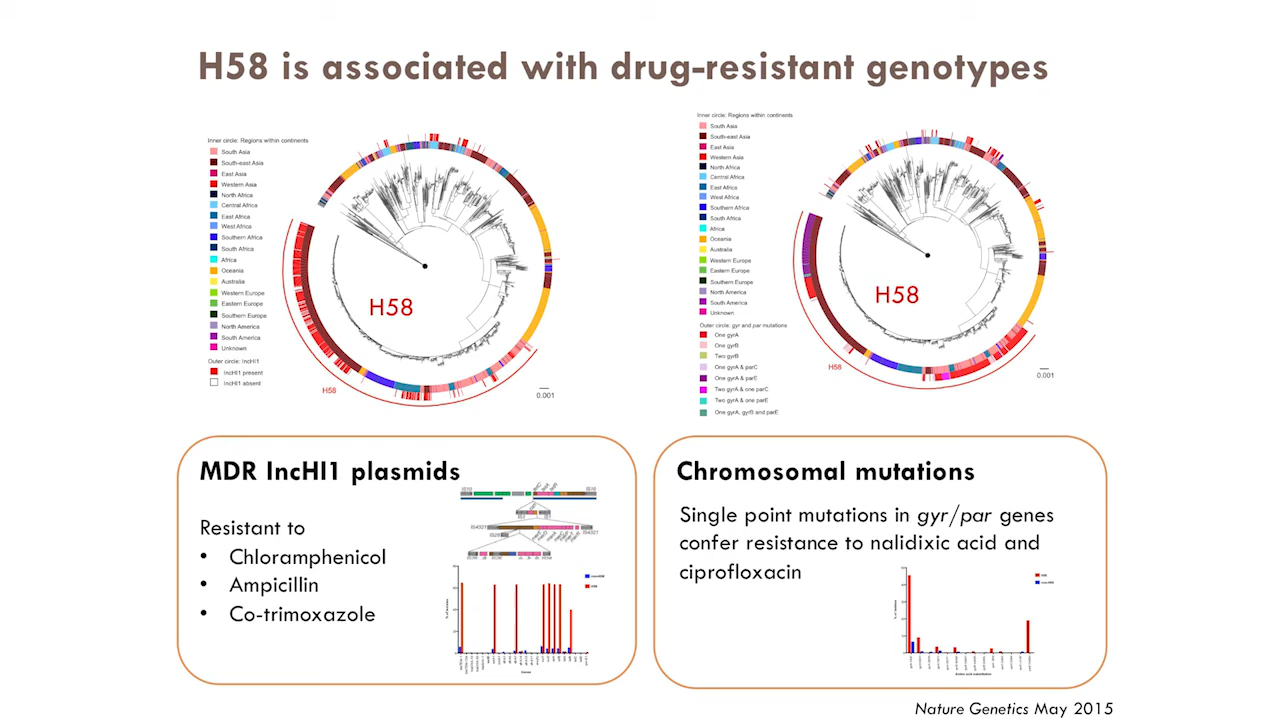 H58 is associated with drug-resistant genotypes
Inner circle: Regions within continents
South Asia
South-east Asia
East Asia
Western Asia
North Africa
Central Africa
East Africa
West Africa
Southern Africa
South Africa
Africa
Oceania
Australia
Western Europe
Eastern Europe
Southern Europe
North America
South America
Unknown
Outer circle: IncHI1
IncHI1 present
IncHI1 absent
H58
H58
0.001
Inner circle: Regions within continents
South Asia
South-east Asia
East Asia
Western Asia
North Africa
Central Africa
East Africa
West Africa
Southern Africa
South Africa
Africa
Oceania
Australia
Western Europe
Eastern Europe
Southern Europe
North America
South America
Unknown
Outer circle: gyr and par mutations
One gyrA
One gyrB
Two gyrB
One gyrA & parC
One gyrA & parE
Two gyrA & one parC
Two gyrA & one parE
One gyrA, gyrB and parE
H58
H58
0.001
MDR IncHI1 plasmids
Resistant to
• Chloramphenicol
• Ampicillin
• Co-trimoxazole
Chromosomal mutations
Single point mutations in gyr/par genes
confer resistance to nalidixic acid and
ciprofloxacin
Amino acid substitution
Nature Genetics May 2015